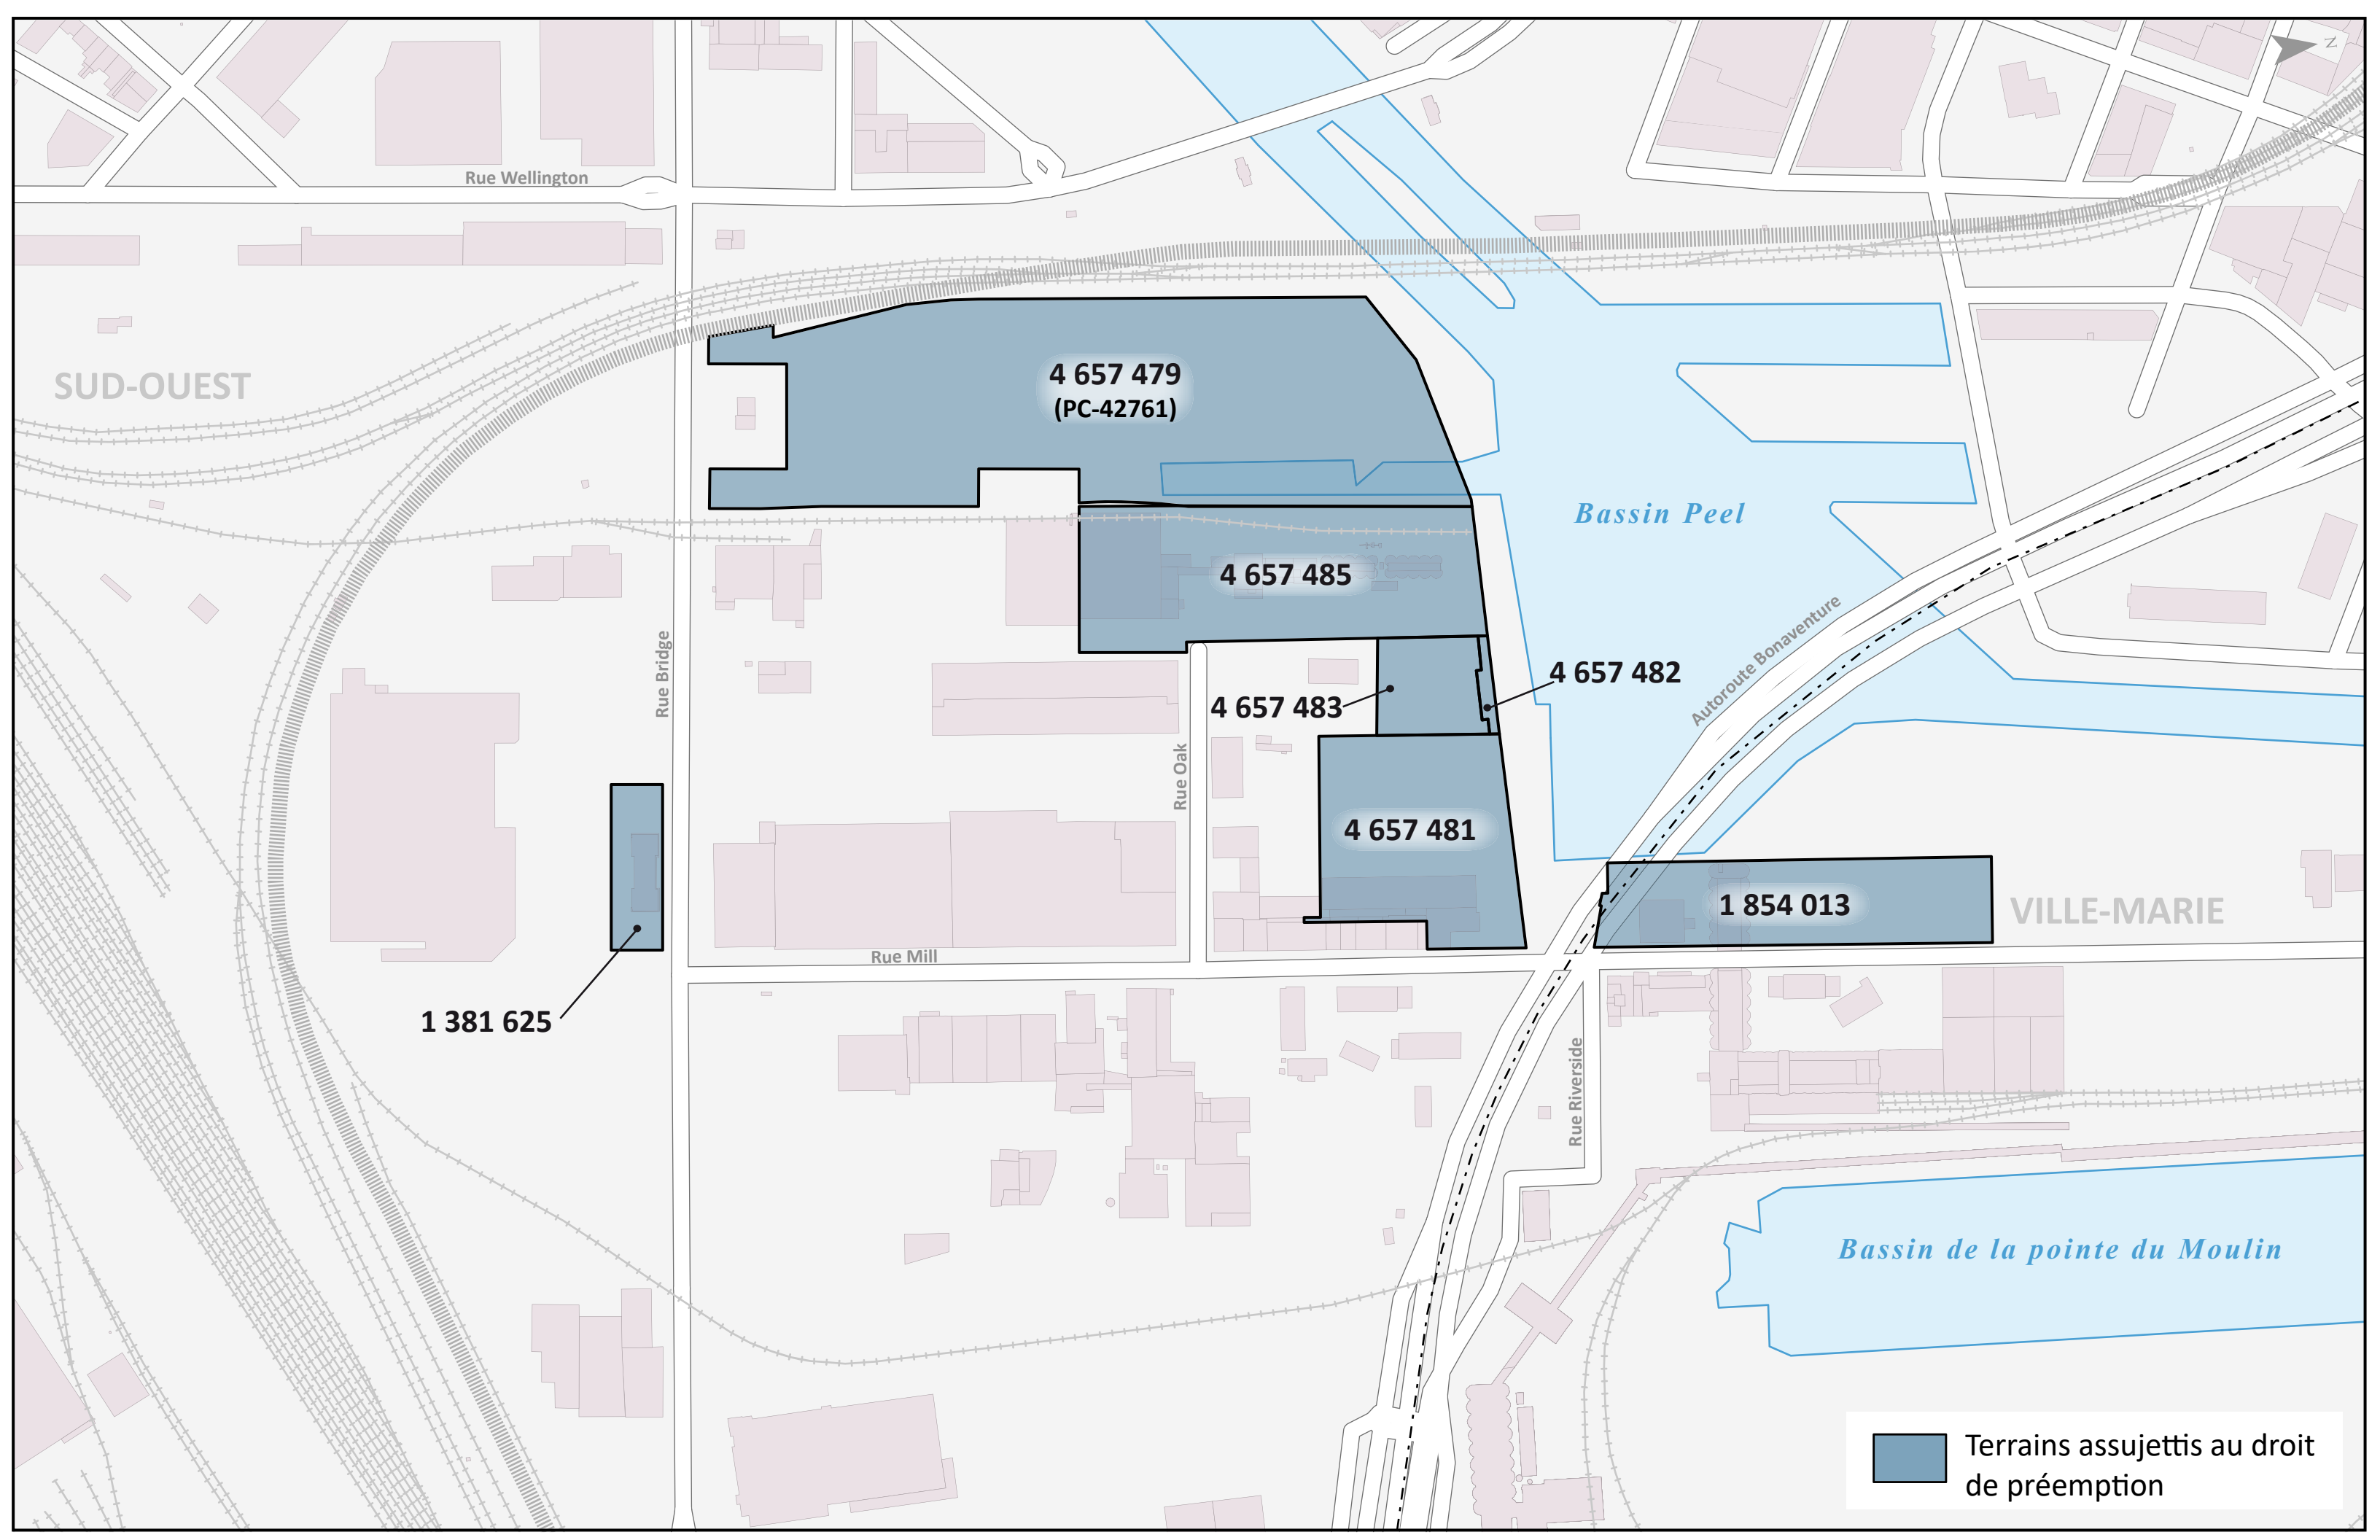 N
Rue Wellington
SUD-OUEST
4 657 479
(PC-42761)
Bassin Peel
4 657 485
Autoroute Bonaventure
Rue Bridge
4 657 482
4 657 483
Rue Oak
4 657 481
1 854 013
VILLE-MARIE
Rue Mill
1 381 625
Rue Riverside
Bassin de la pointe du Moulin
Terrains assujettis au droit
de préemption